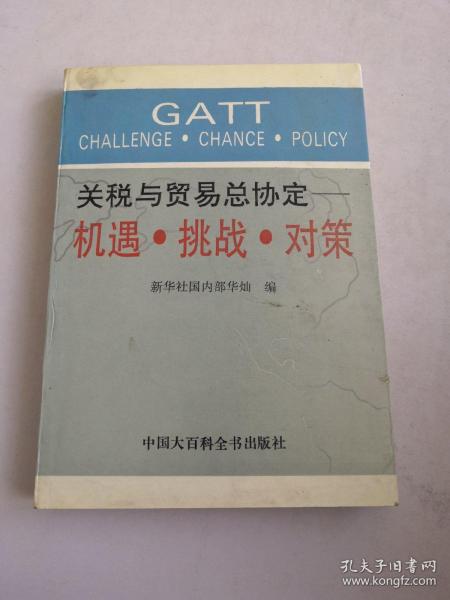 GATT
CHALLENGE • CHANCE • POLICY
关税与贸易总协定——
机遇•挑战•对策
新华社国内部华灿 编
中国大百科全书出版社
孔夫子旧书网
www.kongfz.com